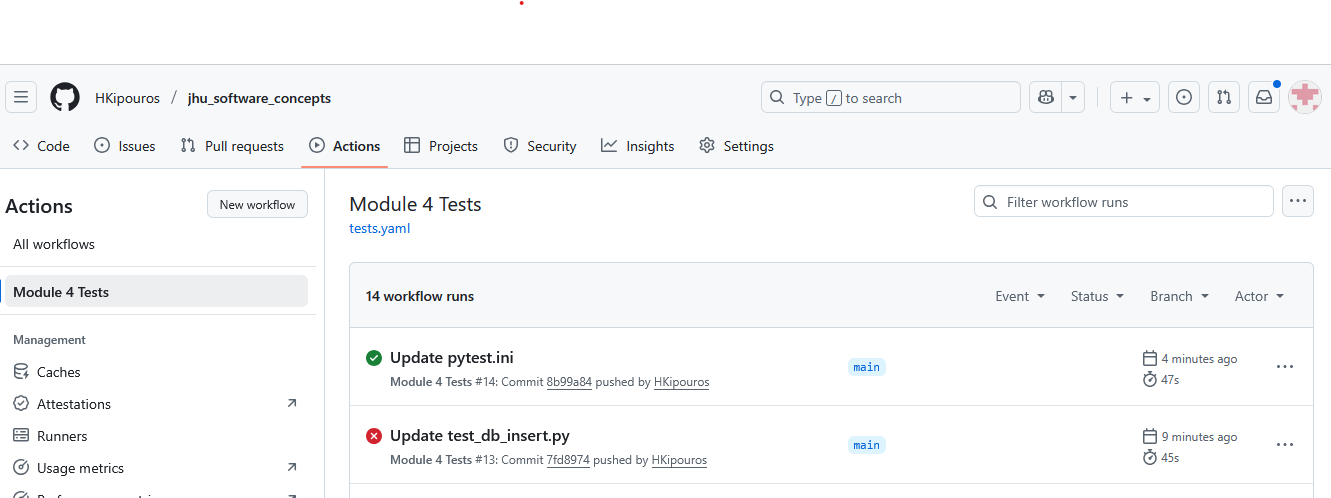 HKipouros / jhu_software_concepts
Type / to search
Code Issues Pull requests Actions Projects Security Insights Settings
Actions
New workflow
All workflows
Module 4 Tests
Management
Caches
Attestations
Runners
Usage metrics
Module 4 Tests
tests.yaml
Filter workflow runs
14 workflow runs
Event Status Branch Actor
Update pytest.ini
Module 4 Tests #14: Commit 8b99a84 pushed by HKipouros
main
4 minutes ago
47s
Update test_db_insert.py
Module 4 Tests #13: Commit 7fd8974 pushed by HKipouros
main
9 minutes ago
45s